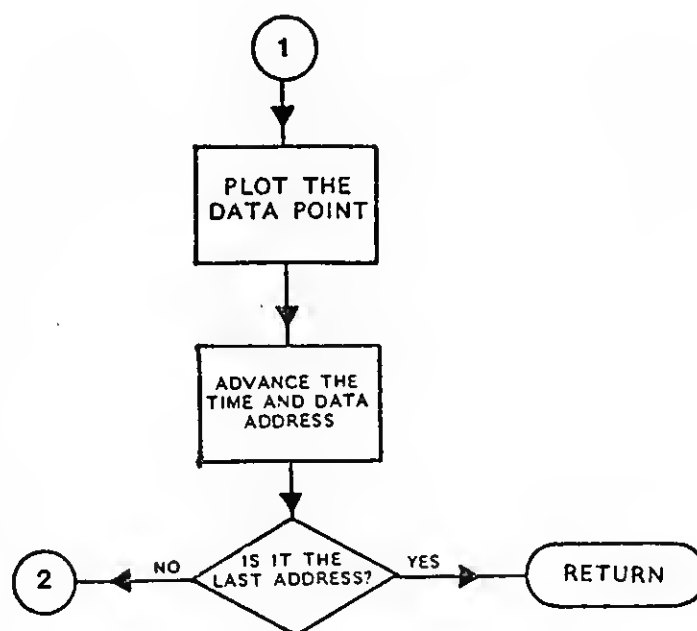 1
PLOT THE
DATA POINT
ADVANCE THE
TIME AND DATA
ADDRESS
IS IT THE
LAST ADDRESS?
NO
YES
2
RETURN